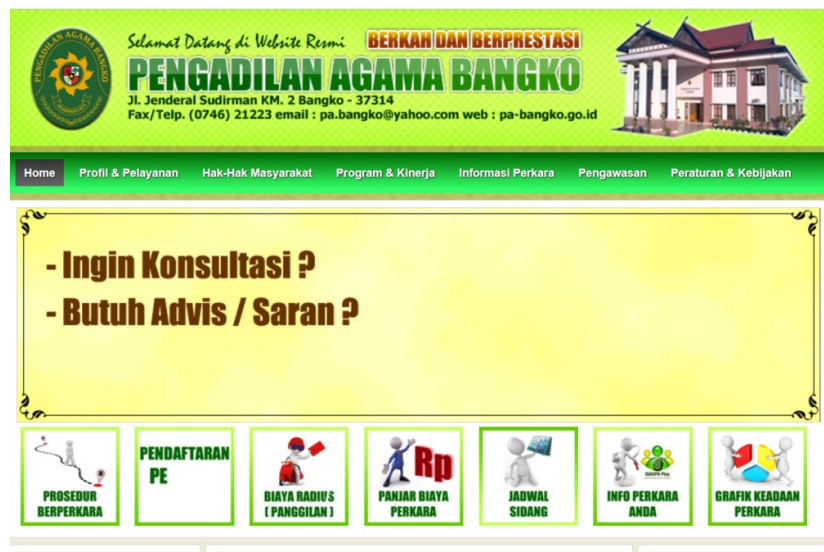 PENGADILAN AGAMA BANGKO
Selamat Datang di Website Resmi
BERKAH DAN BERPRESTASI
PENGADILAN AGAMA BANGKO
Jl. Jenderal Sudirman KM. 2 Bangko - 37314
Fax/Telp. (0746) 21223 email : pa.bangko@yahoo.com web : pa-bangko.go.id
Home Profil & Pelayanan Hak-Hak Masyarakat Program & Kinerja Informasi Perkara Pengawasan Peraturan & Kebijakan
- Ingin Konsultasi ?
- Butuh Advis / Saran ?
PROSEDUR
BERPERKARA
PENDAFTARAN
PE
BIAYA RADIUS
( PANGGILAN )
Rp
PANJAR BIAYA
PERKARA
JADWAL
SIDANG
SIADPA Plus
INFO PERKARA
ANDA
GRAFIK KEADAAN
PERKARA